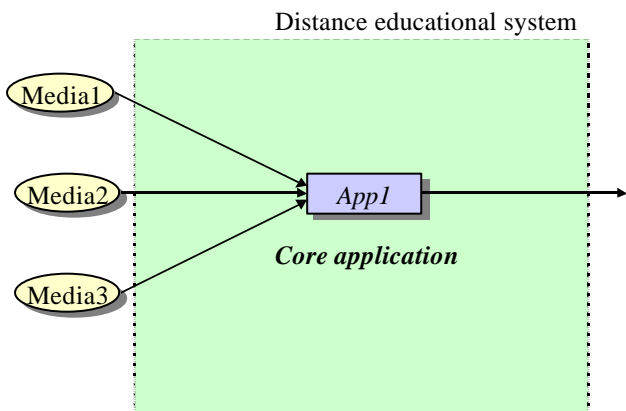 Distance educational system
Media1
Media2
App1
Core application
Media3